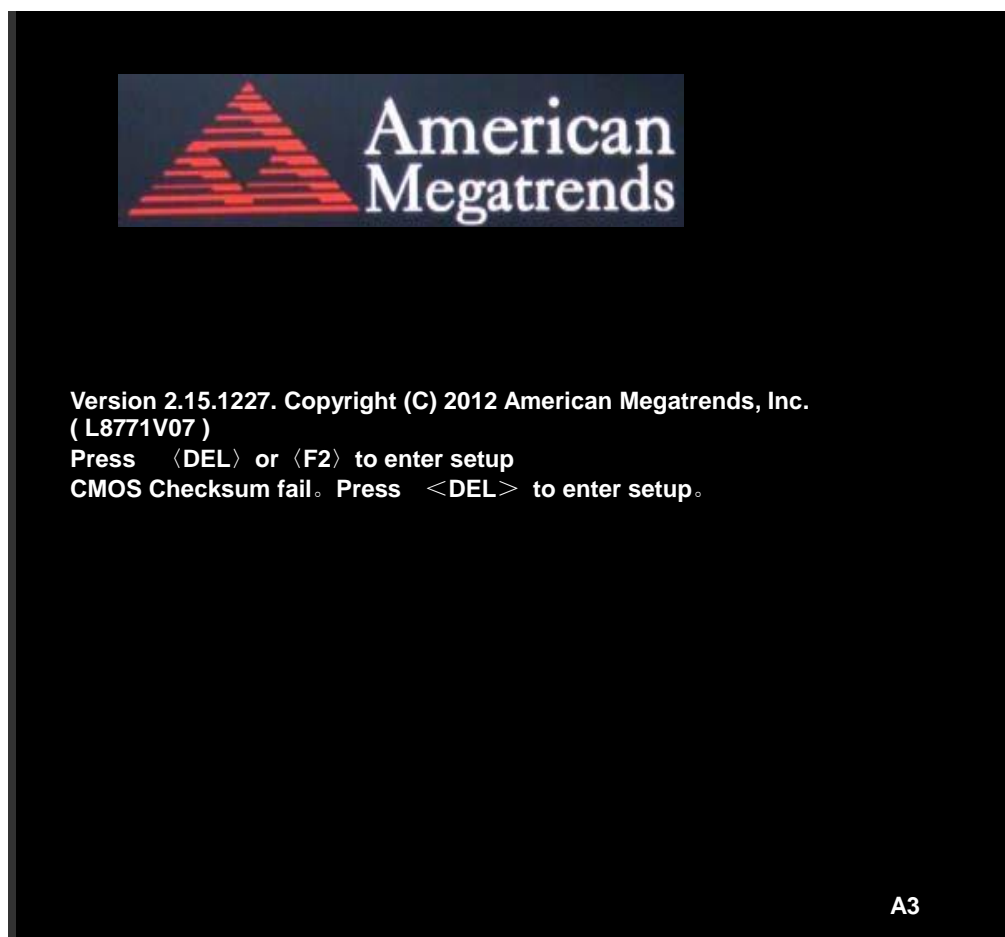 American
Megatrends
Version 2.15.1227. Copyright (C) 2012 American Megatrends, Inc.
( L8771V07 )
Press 〈DEL〉or〈F2〉to enter setup
CMOS Checksum fail。Press ＜DEL＞ to enter setup。
A3